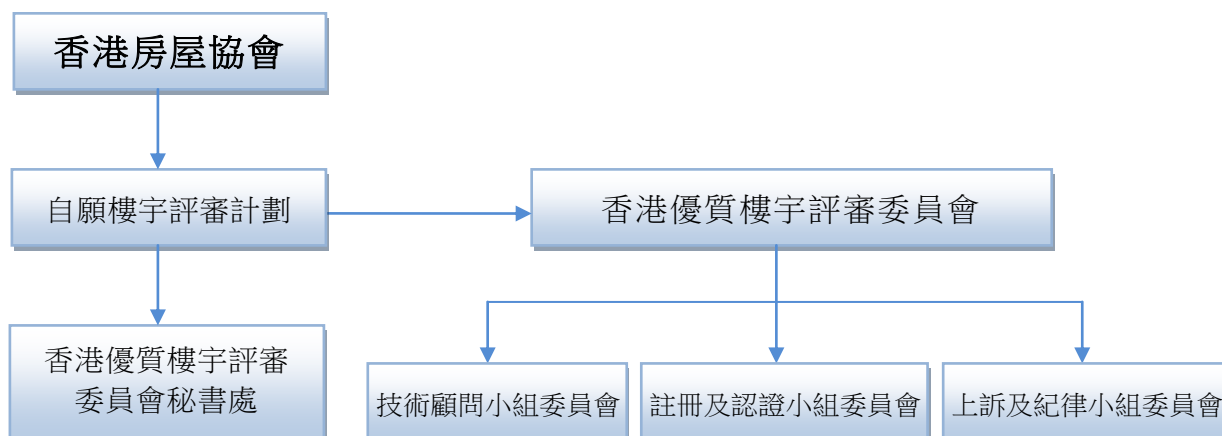 香港房屋協會
自願樓宇評審計劃
香港優質樓宇評審委員會
香港優質樓宇評審
委員會秘書處
技術顧問小組委員會
註冊及認證小組委員會
上訴及紀律小組委員會